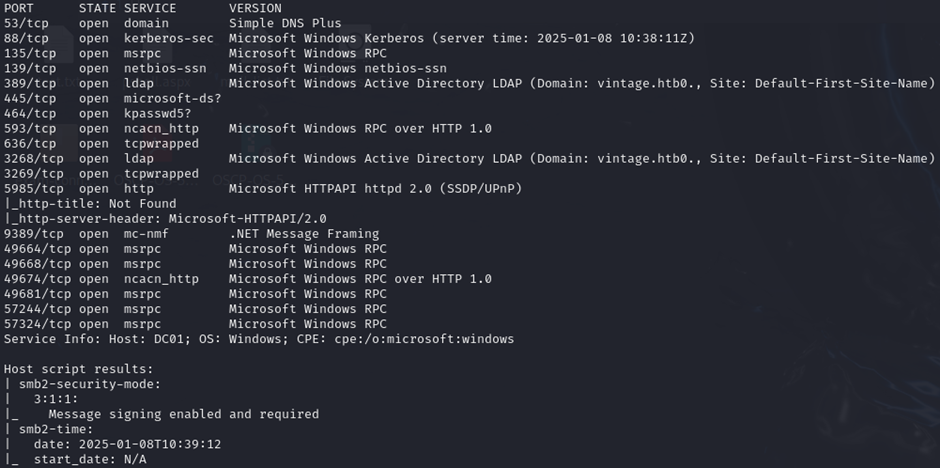 PORT STATE SERVICE VERSION
53/tcp open domain Simple DNS Plus
88/tcp open kerberos-sec Microsoft Windows Kerberos (server time: 2025-01-08 10:38:11Z)
135/tcp open msrpc Microsoft Windows RPC
139/tcp open netbios-ssn Microsoft Windows netbios-ssn
389/tcp open ldap Microsoft Windows Active Directory LDAP (Domain: vintage.htb0., Site: Default-First-Site-Name)
445/tcp open microsoft-ds?
464/tcp open kpasswd5?
593/tcp open ncacn_http Microsoft Windows RPC over HTTP 1.0
636/tcp open tcpwrapped
3268/tcp open ldap Microsoft Windows Active Directory LDAP (Domain: vintage.htb0., Site: Default-First-Site-Name)
3269/tcp open tcpwrapped
5985/tcp open http Microsoft HTTPAPI httpd 2.0 (SSDP/UPnP)
|_http-title: Not Found
|_http-server-header: Microsoft-HTTPAPI/2.0
9389/tcp open mc-nmf .NET Message Framing
49664/tcp open msrpc Microsoft Windows RPC
49668/tcp open msrpc Microsoft Windows RPC
49674/tcp open ncacn_http Microsoft Windows RPC over HTTP 1.0
49681/tcp open msrpc Microsoft Windows RPC
57244/tcp open msrpc Microsoft Windows RPC
57324/tcp open msrpc Microsoft Windows RPC
Service Info: Host: DC01; OS: Windows; CPE: cpe:/o:microsoft:windows
Host script results:
| smb2-security-mode:
| 3:1:1:
|_ Message signing enabled and required
| smb2-time:
| date: 2025-01-08T10:39:12
|_ start_date: N/A